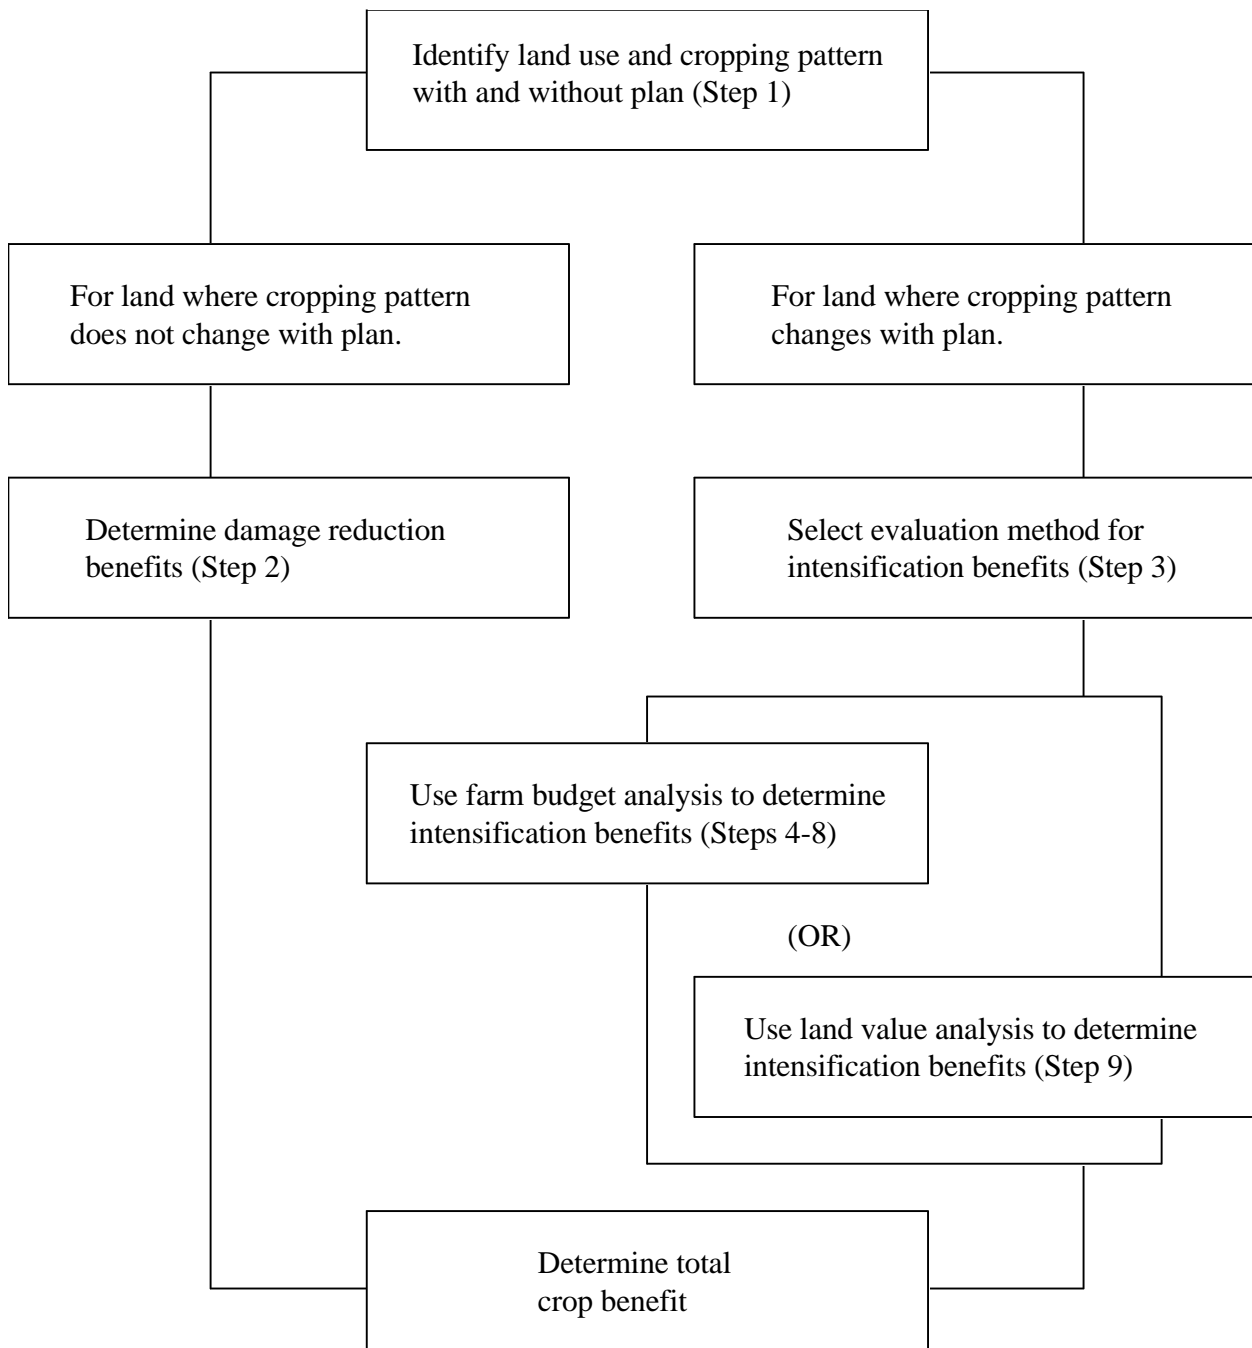 Identify land use and cropping pattern
with and without plan (Step 1)
For land where cropping pattern
does not change with plan.
For land where cropping pattern
changes with plan.
Determine damage reduction
benefits (Step 2)
Select evaluation method for
intensification benefits (Step 3)
Use farm budget analysis to determine
intensification benefits (Steps 4-8)
(OR)
Use land value analysis to determine
intensification benefits (Step 9)
Determine total
crop benefit